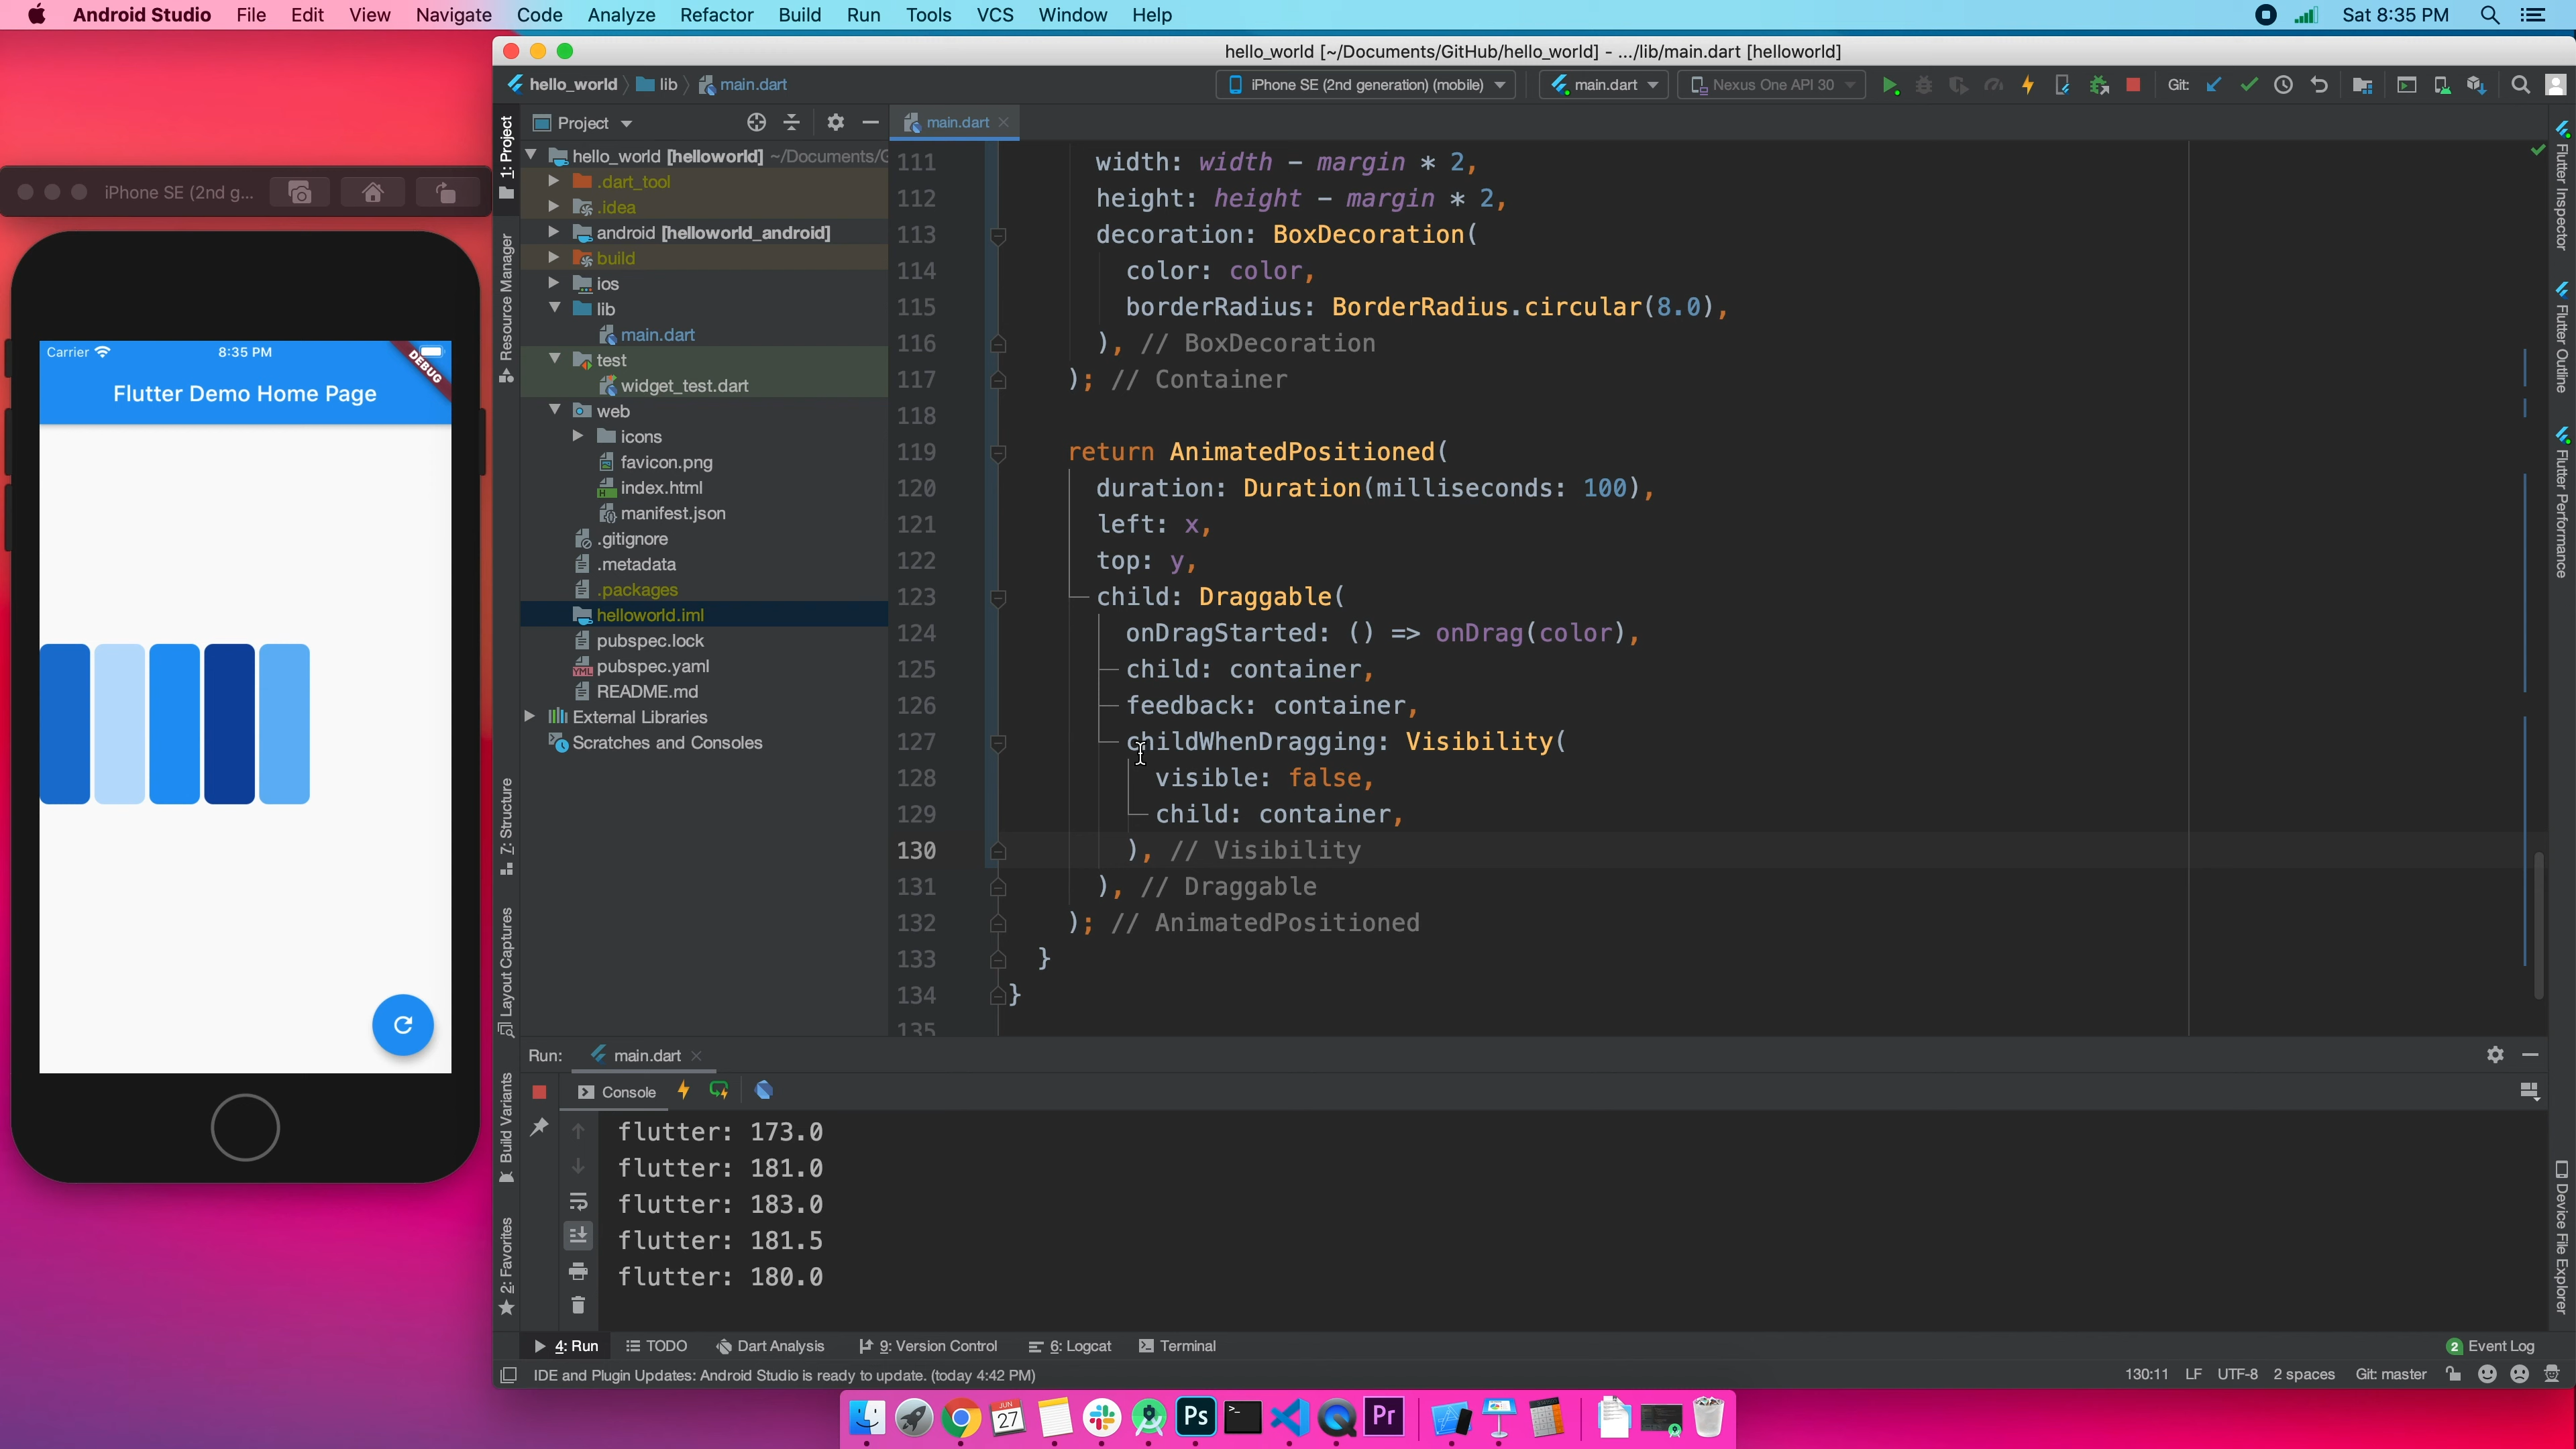 Android Studio File Edit View Navigate Code Analyze Refactor Build Run Tools VCS Window Help
Sat 8:35 PM
hello_world [~/Documents/GitHub/hello_world] - .../lib/main.dart [helloworld]
hello_world lib main.dart
iPhone SE (2nd generation) (mobile) main.dart Nexus One API 30 Git:
iPhone SE (2nd g...
Carrier 8:35 PM
DEBUG
Flutter Demo Home Page
1: Project
Resource Manager
7: Structure
Layout Captures
Build Variants
2: Favorites
Project
hello_world [helloworld] ~/Documents/G
.dart_tool
.idea
android [helloworld_android]
build
ios
lib
main.dart
test
widget_test.dart
web
icons
favicon.png
index.html
manifest.json
.gitignore
.metadata
.packages
helloworld.iml
pubspec.lock
pubspec.yaml
README.md
External Libraries
Scratches and Consoles
main.dart
111 width: width - margin * 2,
112 height: height - margin * 2,
113 decoration: BoxDecoration(
114 color: color,
115 borderRadius: BorderRadius.circular(8.0),
116 ), // BoxDecoration
117 ); // Container
118
119 return AnimatedPositioned(
120 duration: Duration(milliseconds: 100),
121 left: x,
122 top: y,
123 child: Draggable(
124 onDragStarted: () => onDrag(color),
125 child: container,
126 feedback: container,
127 childWhenDragging: Visibility(
128 visible: false,
129 child: container,
130 ), // Visibility
131 ), // Draggable
132 ); // AnimatedPositioned
133 }
134 }
135
Flutter Inspector
Flutter Outline
Flutter Performance
Device File Explorer
Run: main.dart
Console
flutter: 173.0
flutter: 181.0
flutter: 183.0
flutter: 181.5
flutter: 180.0
4: Run TODO Dart Analysis 9: Version Control 6: Logcat Terminal
2 Event Log
IDE and Plugin Updates: Android Studio is ready to update. (today 4:42 PM)
130:11 LF UTF-8 2 spaces Git: master
JUN
27
Ps
Pr